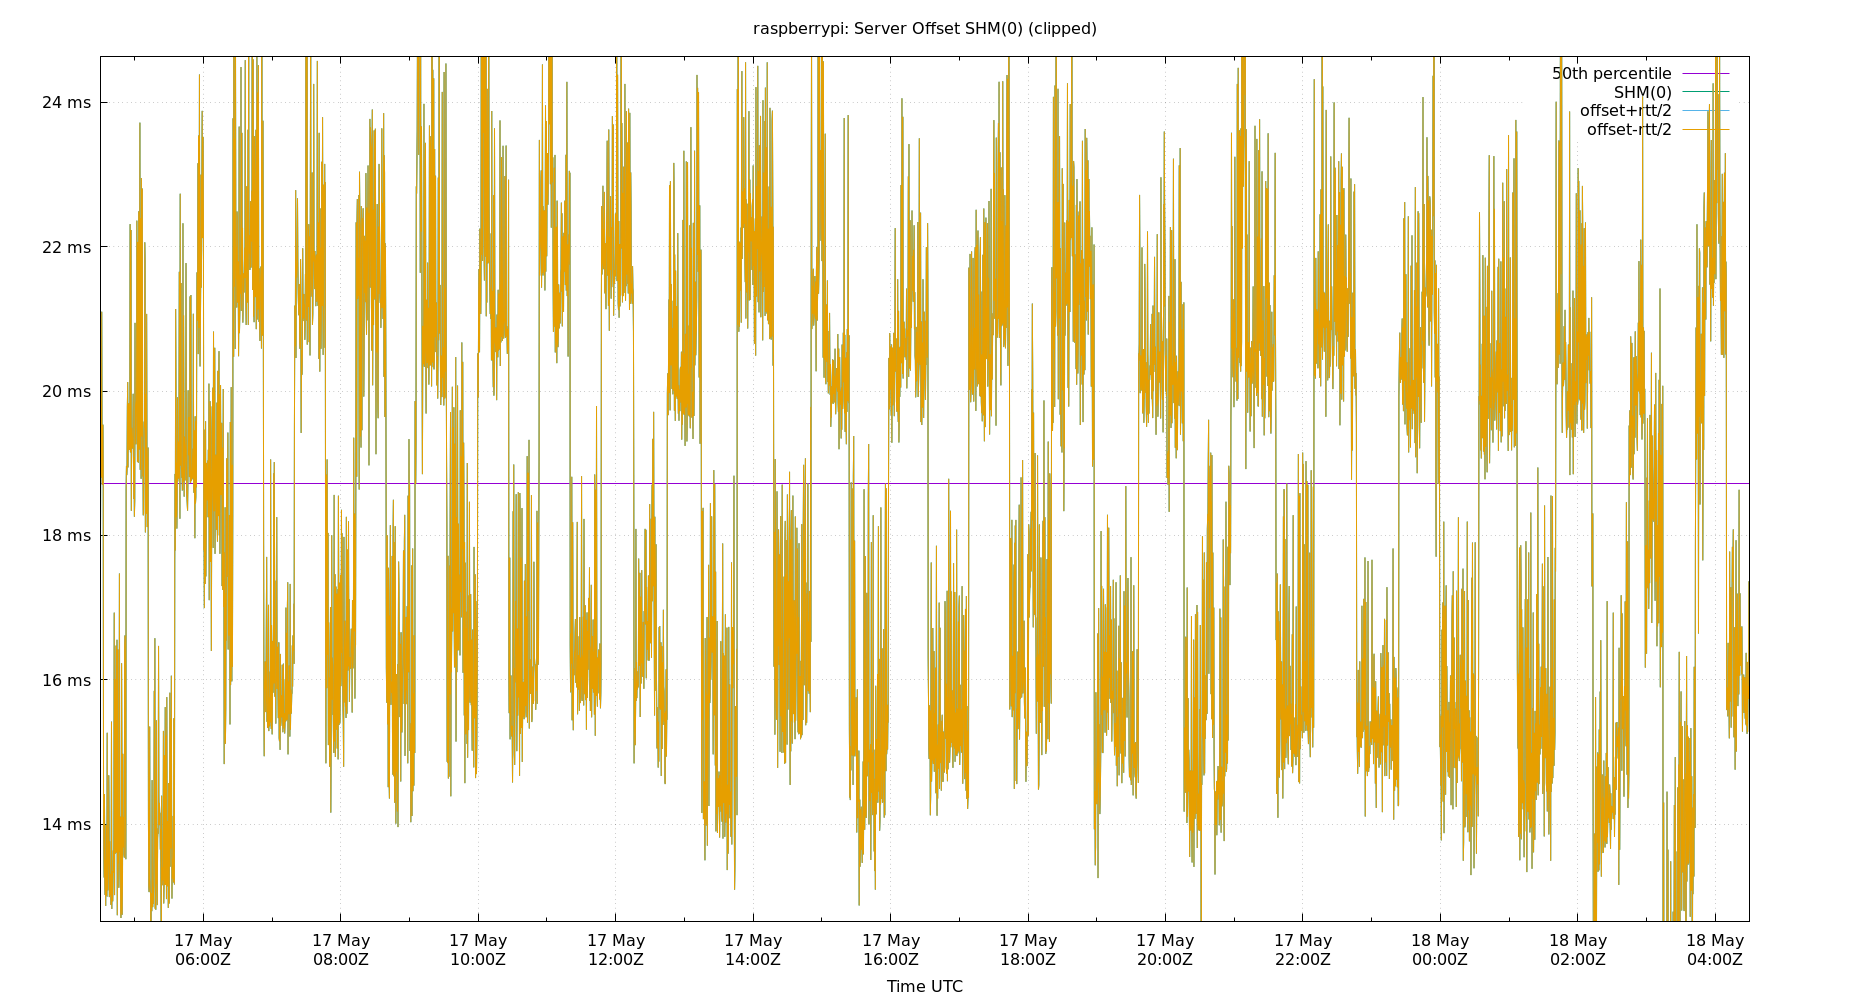 raspberrypi: Server Offset SHM(0) (clipped)
50th percentile
SHM(0)
offset+rtt/2
offset-rtt/2
24 ms
22 ms
20 ms
18 ms
16 ms
14 ms
17 May 17 May 17 May 17 May 17 May 17 May 17 May 17 May 17 May 18 May 18 May 18 May
06:00Z 08:00Z 10:00Z 12:00Z 14:00Z 16:00Z 18:00Z 20:00Z 22:00Z 00:00Z 02:00Z 04:00Z
Time UTC